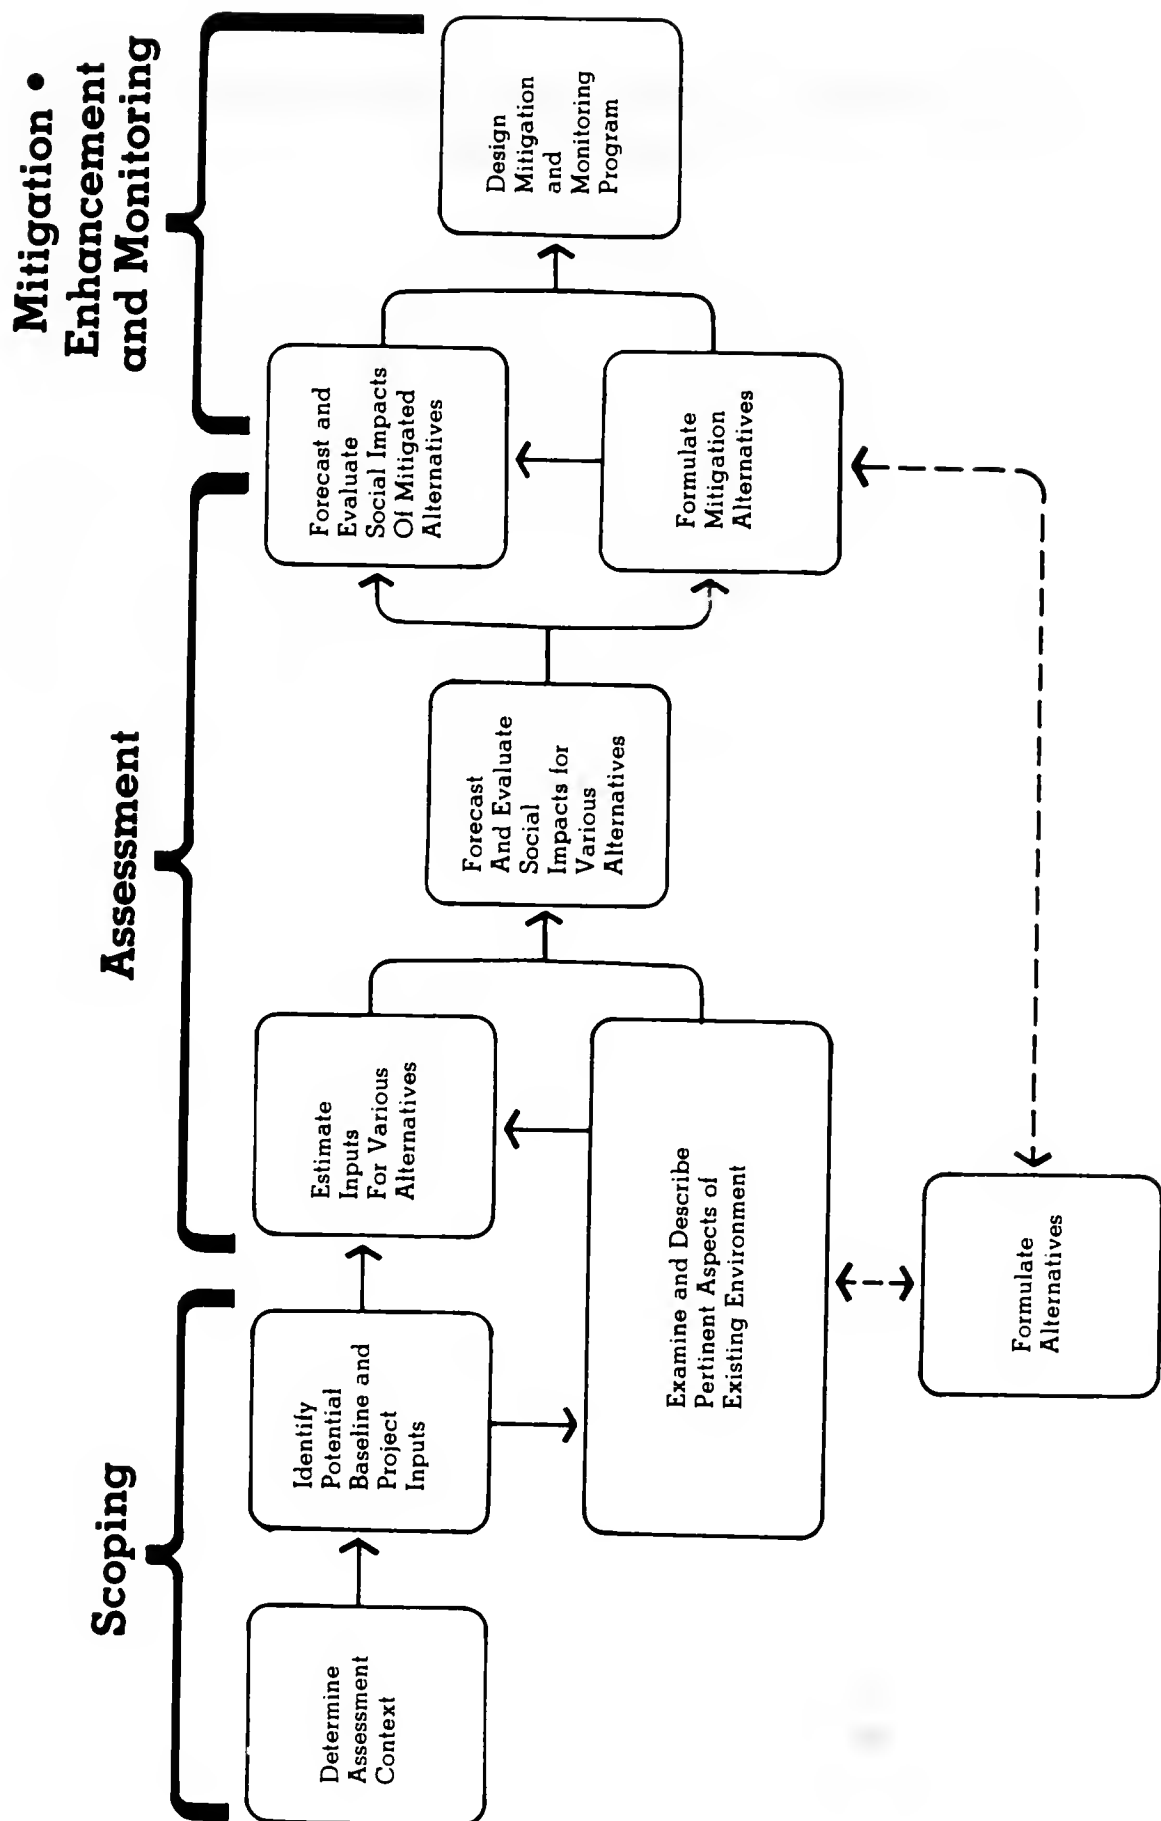 Scoping
Assessment
Mitigation •
Enhancement
and Monitoring
Determine
Assessment
Context
Identify
Potential
Baseline and
Project
Inputs
Estimate
Inputs
For Various
Alternatives
Examine and Describe
Pertinent Aspects of
Existing Environment
Formulate
Alternatives
Forecast
And Evaluate
Social
Impacts for
Various
Alternatives
Forecast and
Evaluate
Social Impacts
Of Mitigated
Alternatives
Formulate
Mitigation
Alternatives
Design
Mitigation
and
Monitoring
Program